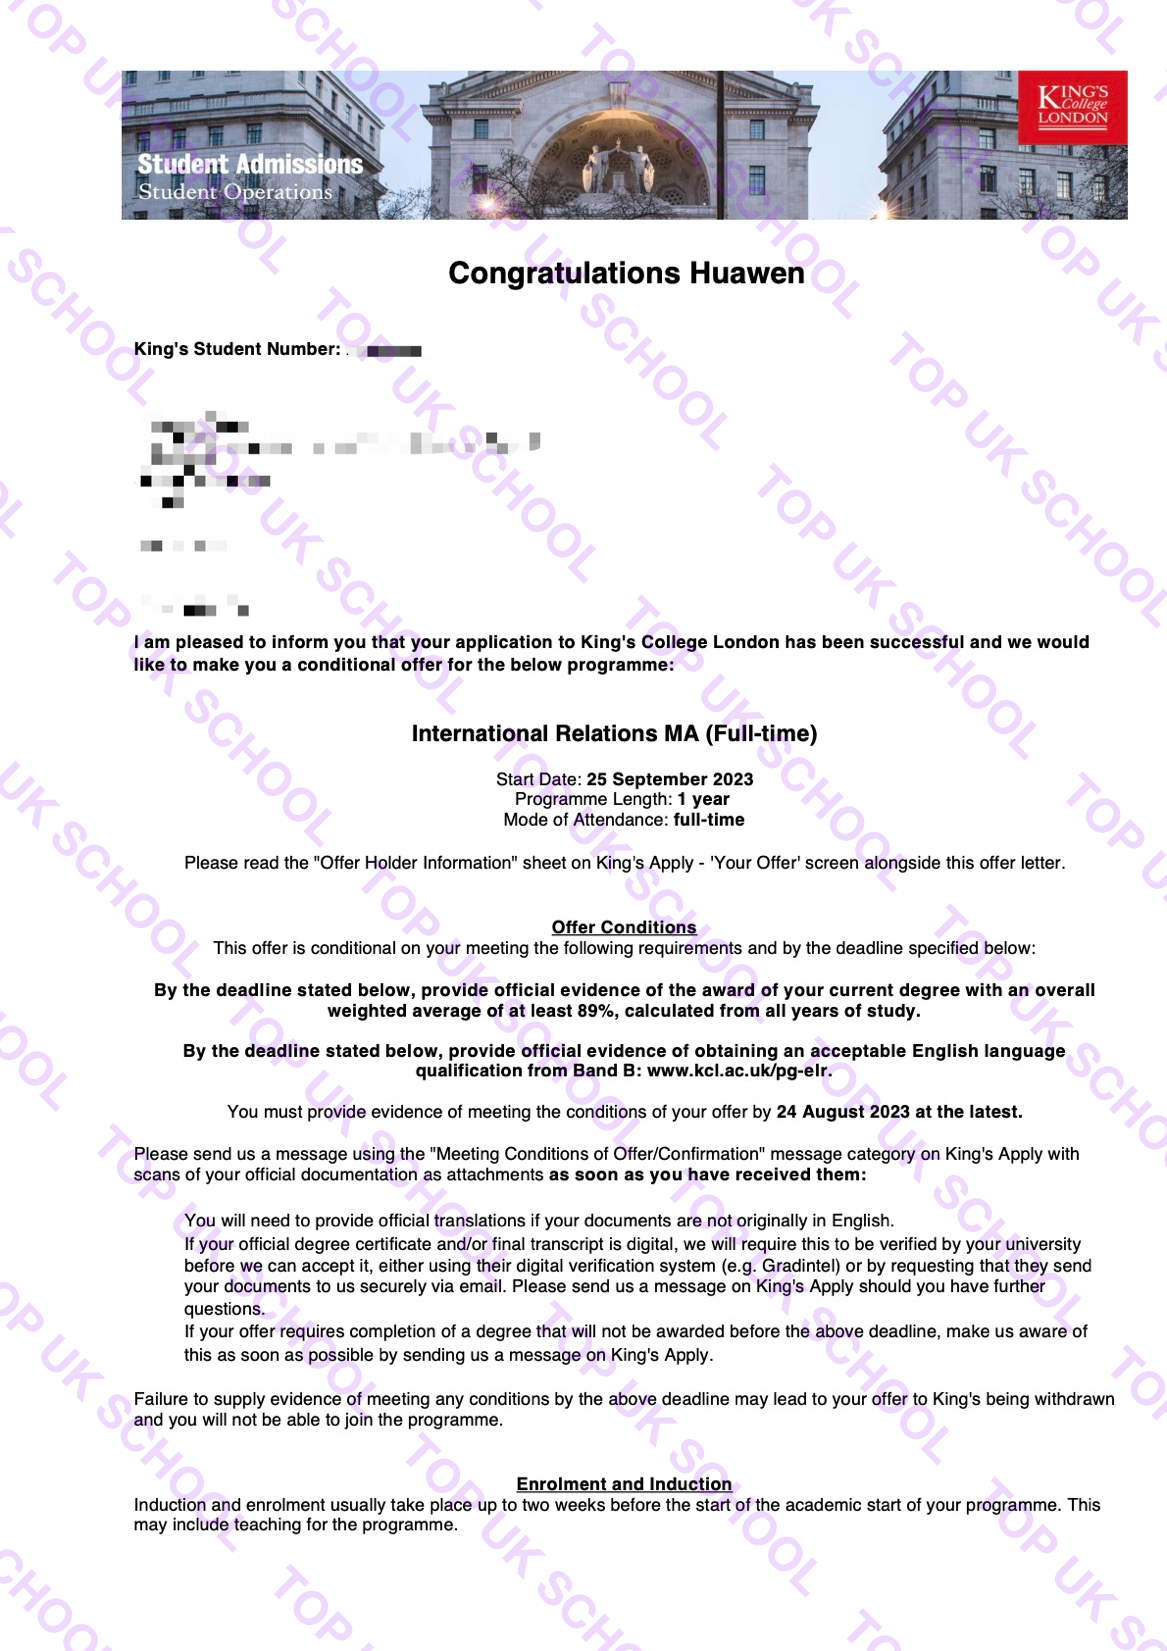 Student Admissions
Student Operations
KING'S
College
LONDON
Congratulations Huawen
King's Student Number:
I am pleased to inform you that your application to King's College London has been successful and we would
like to make you a conditional offer for the below programme:
International Relations MA (Full-time)
Start Date: 25 September 2023
Programme Length: 1 year
Mode of Attendance: full-time
Please read the "Offer Holder Information" sheet on King's Apply - 'Your Offer' screen alongside this offer letter.
Offer Conditions
This offer is conditional on your meeting the following requirements and by the deadline specified below:
By the deadline stated below, provide official evidence of the award of your current degree with an overall
weighted average of at least 89%, calculated from all years of study.
By the deadline stated below, provide official evidence of obtaining an acceptable English language
qualification from Band B: www.kcl.ac.uk/pg-elr.
You must provide evidence of meeting the conditions of your offer by 24 August 2023 at the latest.
Please send us a message using the "Meeting Conditions of Offer/Confirmation" message category on King's Apply with
scans of your official documentation as attachments as soon as you have received them:
You will need to provide official translations if your documents are not originally in English.
If your official degree certificate and/or final transcript is digital, we will require this to be verified by your university
before we can accept it, either using their digital verification system (e.g. Gradintel) or by requesting that they send
your documents to us securely via email. Please send us a message on King's Apply should you have further
questions.
If your offer requires completion of a degree that will not be awarded before the above deadline, make us aware of
this as soon as possible by sending us a message on King's Apply.
Failure to supply evidence of meeting any conditions by the above deadline may lead to your offer to King's being withdrawn
and you will not be able to join the programme.
Enrolment and Induction
Induction and enrolment usually take place up to two weeks before the start of the academic start of your programme. This
may include teaching for the programme.
TOP UK SCHOOL